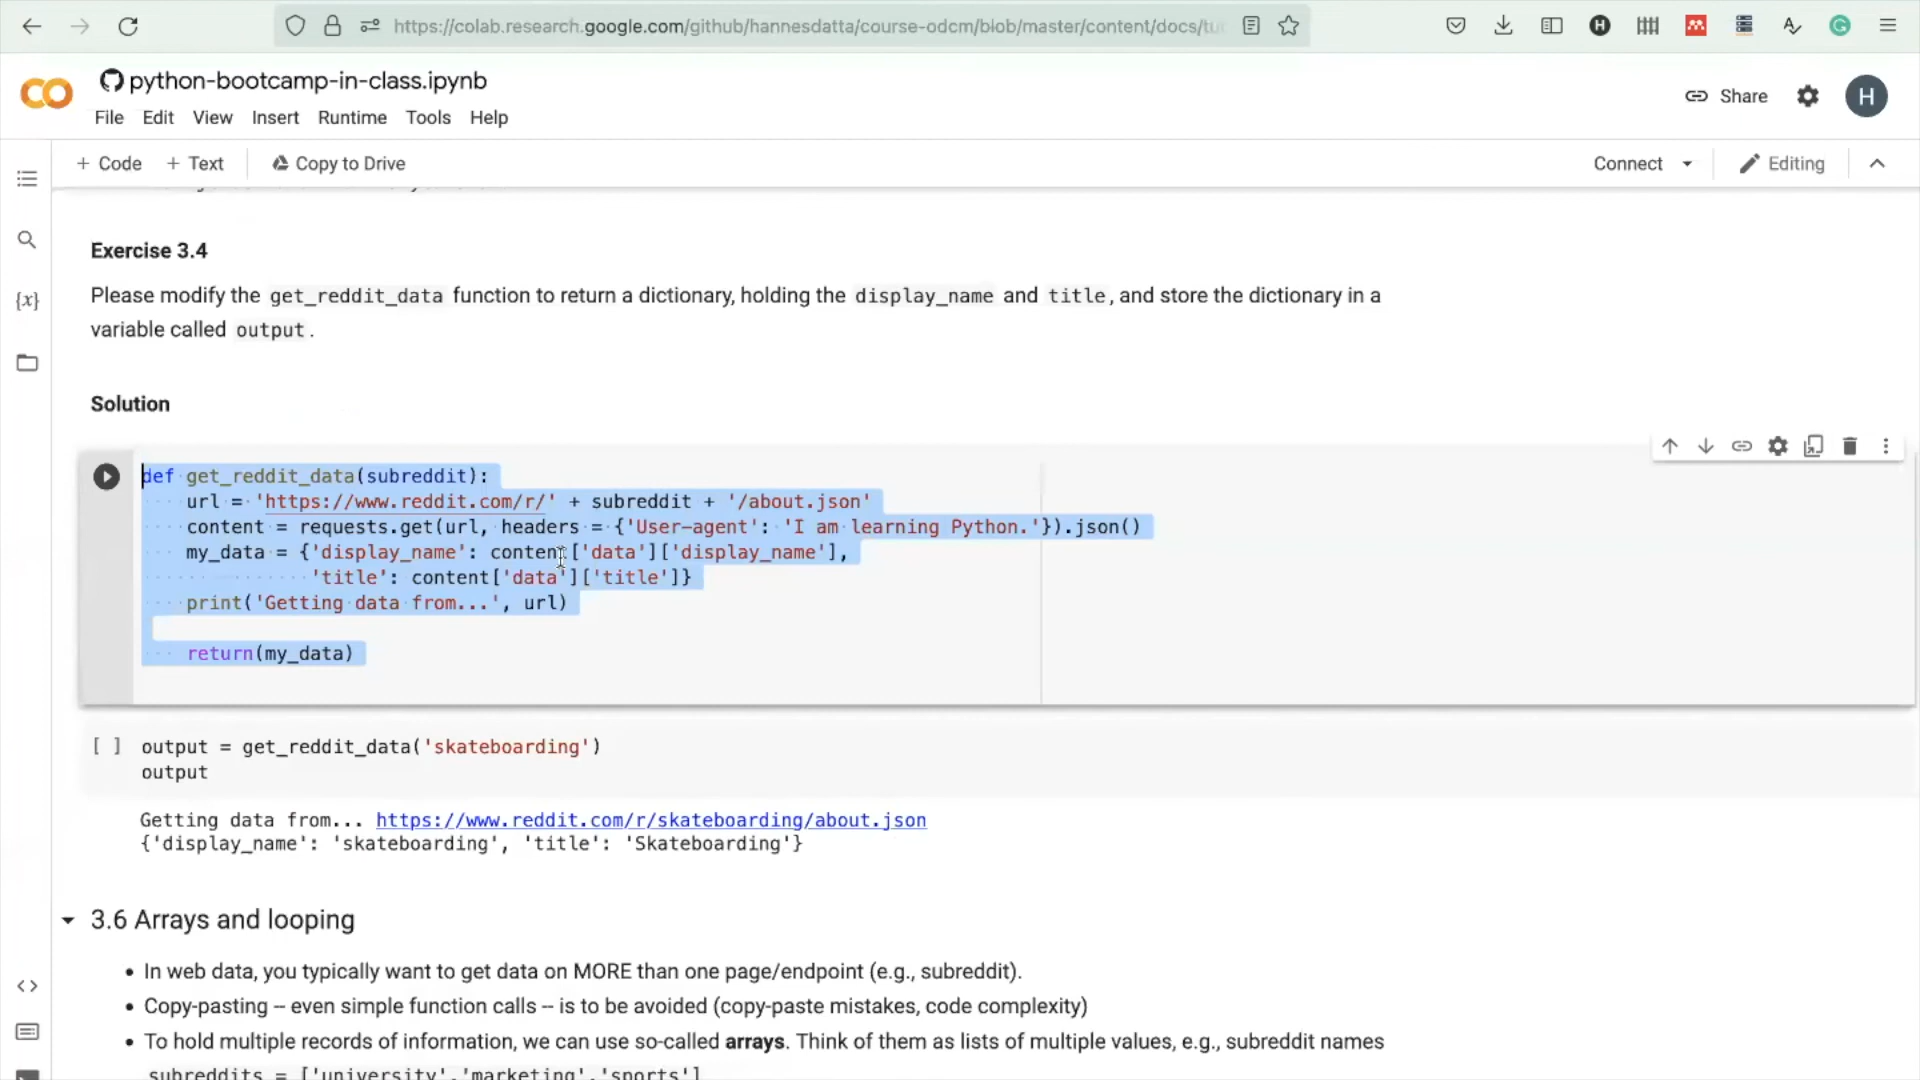 https://colab.research.google.com/github/hannesdatta/course-odcm/blob/master/content/docs/tu
python-bootcamp-in-class.ipynb
File Edit View Insert Runtime Tools Help
Share
H
+ Code + Text Copy to Drive
Connect
Editing
Exercise 3.4
Please modify the get_reddit_data function to return a dictionary, holding the display_name and title, and store the dictionary in a
variable called output.
Solution
def get_reddit_data(subreddit):
    url = 'https://www.reddit.com/r/' + subreddit + '/about.json'
    content = requests.get(url, headers = {'User-agent': 'I am learning Python.'}).json()
    my_data = {'display_name': content['data']['display_name'],
               'title': content['data']['title']}
    print('Getting data from...', url)
    return(my_data)
[ ] output = get_reddit_data('skateboarding')
output
Getting data from... https://www.reddit.com/r/skateboarding/about.json
{'display_name': 'skateboarding', 'title': 'Skateboarding'}
3.6 Arrays and looping
• In web data, you typically want to get data on MORE than one page/endpoint (e.g., subreddit).
• Copy-pasting -- even simple function calls -- is to be avoided (copy-paste mistakes, code complexity)
• To hold multiple records of information, we can use so-called arrays. Think of them as lists of multiple values, e.g., subreddit names
subreddits = ['university','marketing','sports']